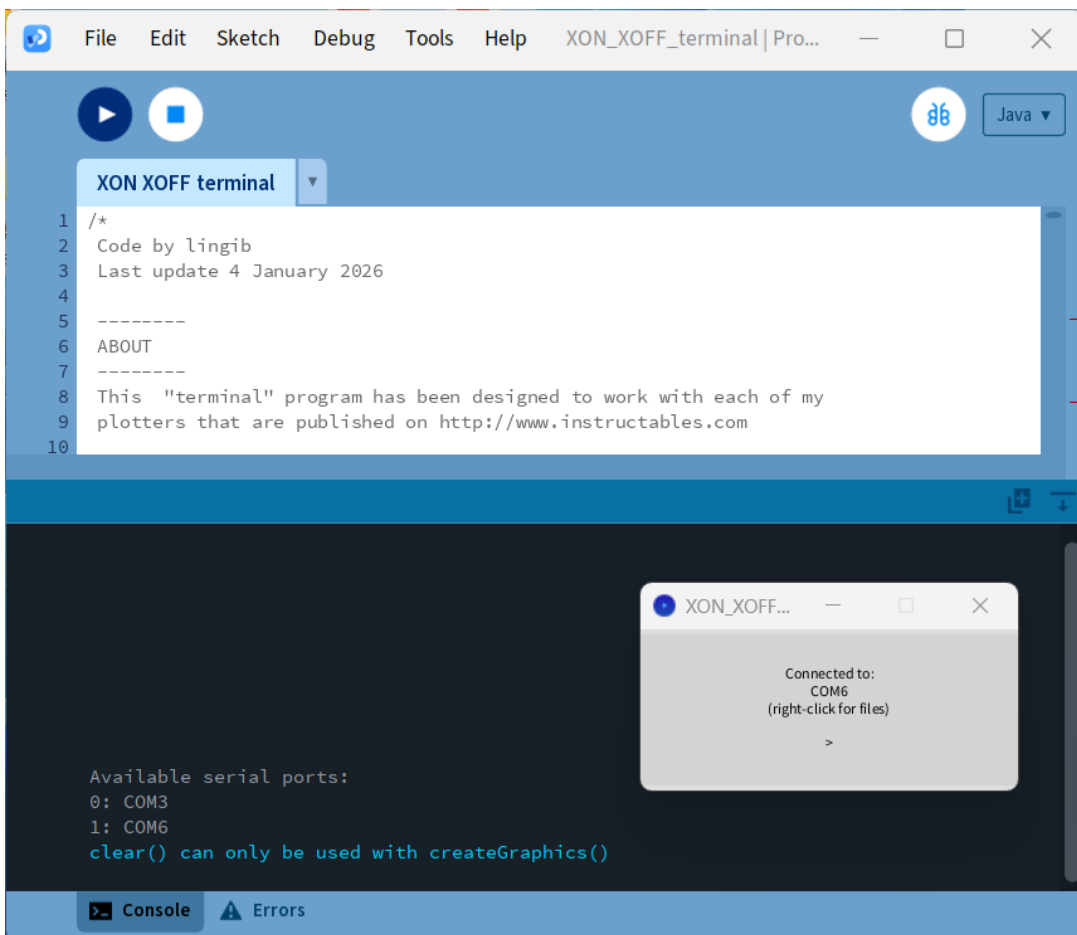 File Edit Sketch Debug Tools Help XON_XOFF_terminal | Pro...
Java ▾
XON XOFF terminal ▾
1 /*
2 Code by lingib
3 Last update 4 January 2026
4
5 --------
6 ABOUT
7 --------
8 This  "terminal" program has been designed to work with each of my
9 plotters that are published on http://www.instructables.com
10
XON_XOFF...
Connected to:
COM6
(right-click for files)
>
Available serial ports:
0: COM3
1: COM6
clear() can only be used with createGraphics()
Console Errors